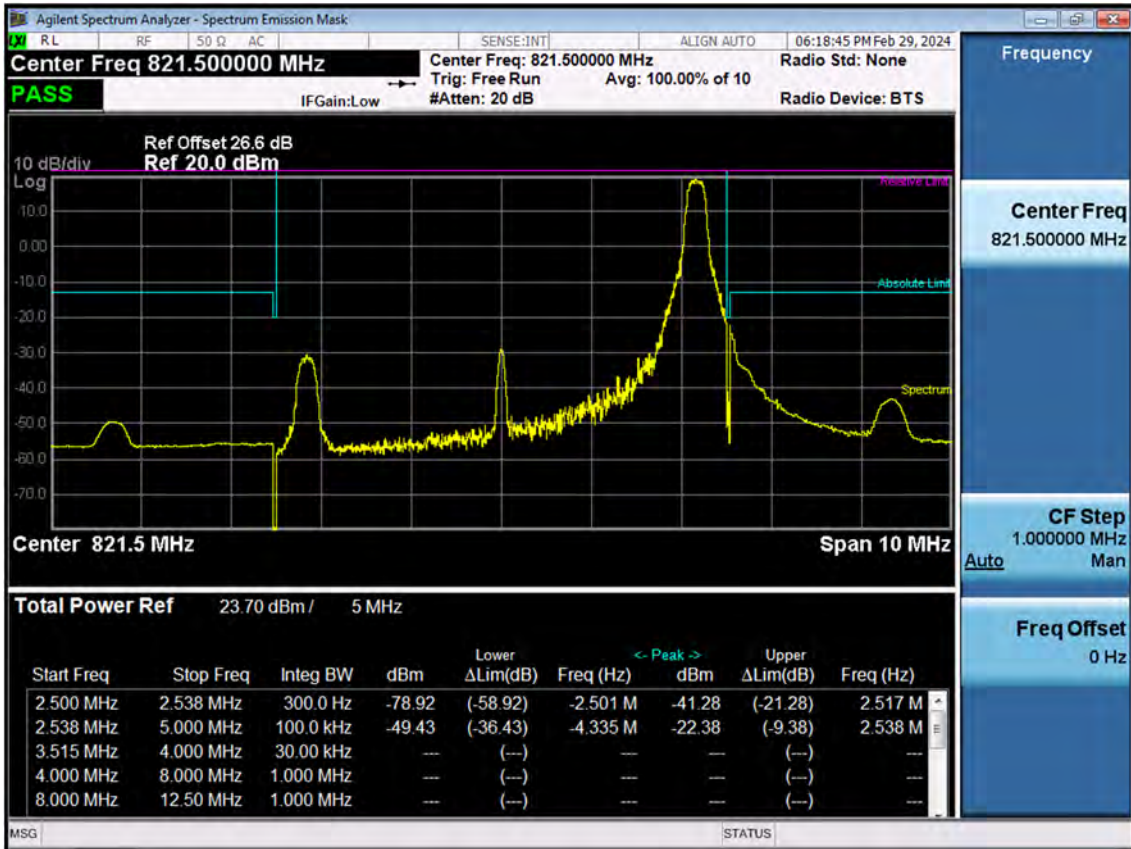 Agilent Spectrum Analyzer - Spectrum Emission Mask
LXI RL RF 50 Ω AC SENSE:INT ALIGN AUTO 06:18:45 PM Feb 29, 2024
Center Freq 821.500000 MHz Center Freq: 821.500000 MHz Radio Std: None
Trig: Free Run Avg: 100.00% of 10
PASS IFGain:Low #Atten: 20 dB Radio Device: BTS
Ref Offset 26.6 dB
10 dB/div Ref 20.0 dBm
Log
Relative Limit
10.0
0.00
-10.0
Absolute Limit
-20.0
-30.0
-40.0
Spectrum
-50.0
-60.0
-70.0
Center 821.5 MHz Span 10 MHz
Total Power Ref 23.70 dBm / 5 MHz
Lower <- Peak -> Upper
Start Freq Stop Freq Integ BW dBm ΔLim(dB) Freq (Hz) dBm ΔLim(dB) Freq (Hz)
2.500 MHz 2.538 MHz 300.0 Hz -78.92 (-58.92) -2.501 M -41.28 (-21.28) 2.517 M
2.538 MHz 5.000 MHz 100.0 kHz -49.43 (-36.43) -4.335 M -22.38 (-9.38) 2.538 M
3.515 MHz 4.000 MHz 30.00 kHz --- (---) --- --- (---) ---
4.000 MHz 8.000 MHz 1.000 MHz --- (---) --- --- (---) ---
8.000 MHz 12.50 MHz 1.000 MHz --- (---) --- --- (---) ---
MSG STATUS
Frequency
Center Freq
821.500000 MHz
CF Step
1.000000 MHz
Auto Man
Freq Offset
0 Hz